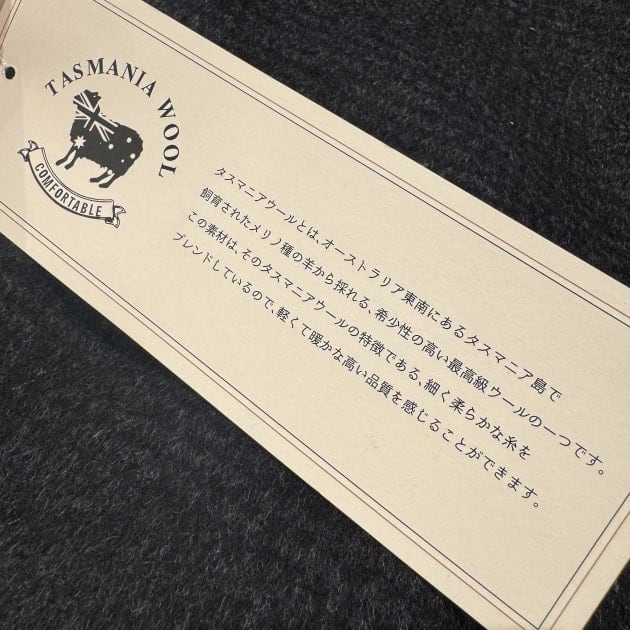 TASMANIA WOOL
COMFORTABLE
タスマニアウールとは、オーストラリア東南にあるタスマニア島で
飼育されたメリノ種の羊から採れる、希少性の高い最高級ウールの一つです。
この素材は、そのタスマニアウールの特徴である、細く柔らかな糸を
ブレンドしているので、軽くて暖かな高い品質を感じることができます。